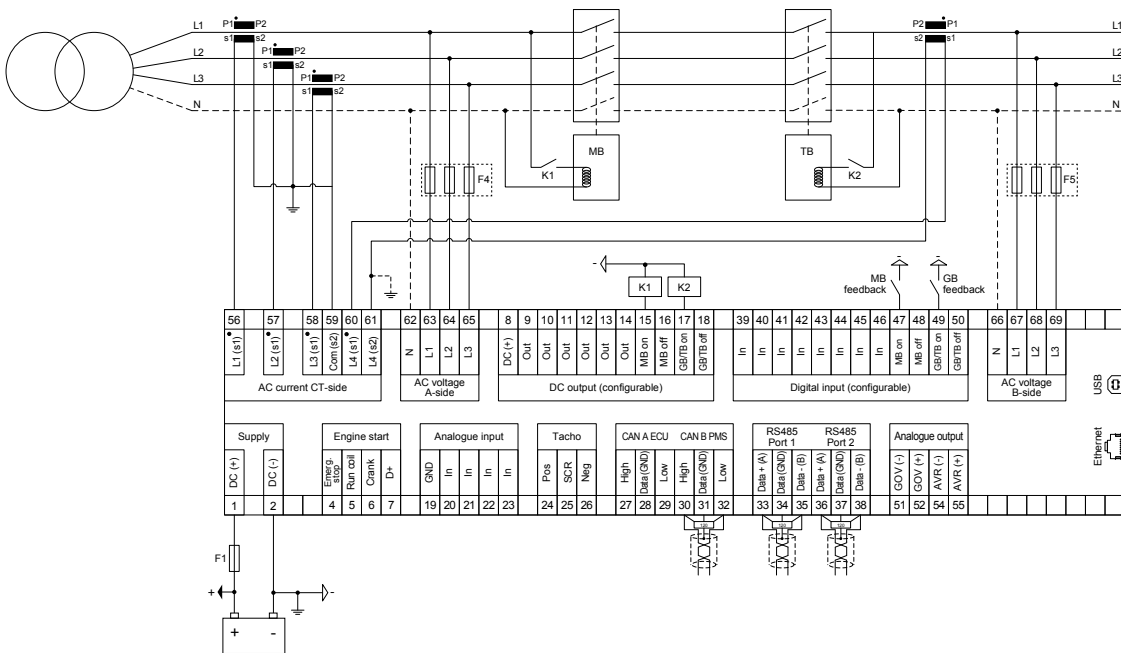 L1 P1 P2 P2 P1 L1
s1 s2 s2 s1
L2 P1 P2 L2
s1 s2
L3 P1 P2 L3
s1 s2
N N
MB TB
K1 K2
F4 F5
- - -
MB feedback GB feedback
K1 K2
56 57 58 59 60 61 62 63 64 65 8 9 10 11 12 13 14 15 16 17 18 39 40 41 42 43 44 45 46 47 48 49 50 66 67 68 69
L1 (s1) L2 (s1) L3 (s1) Com (s2) L4 (s1) L4 (s2) N L1 L2 L3 DC (+) Out Out Out Out Out Out MB on MB off GB/TB on GB/TB off In In In In In In In In MB on MB off GB/TB on GB/TB off N L1 L2 L3
AC current CT-side AC voltage A-side DC output (configurable) Digital input (configurable) AC voltage B-side
USB
Ethernet
Supply Engine start Analogue input Tacho CAN A ECU CAN B PMS RS485 Port 1 RS485 Port 2 Analogue output
DC (+) DC (-) Emerg. stop Run coil Crank D+ GND In In In In Pos SCR Neg High Data (GND) Low High Data (GND) Low Data + (A) Data (GND) Data - (B) Data + (A) Data (GND) Data - (B) GOV (-) GOV (+) AVR (-) AVR (+)
1 2 4 5 6 7 19 20 21 22 23 24 25 26 27 28 29 30 31 32 33 34 35 36 37 38 51 52 54 55
120 120 120
F1
+ -
+ -